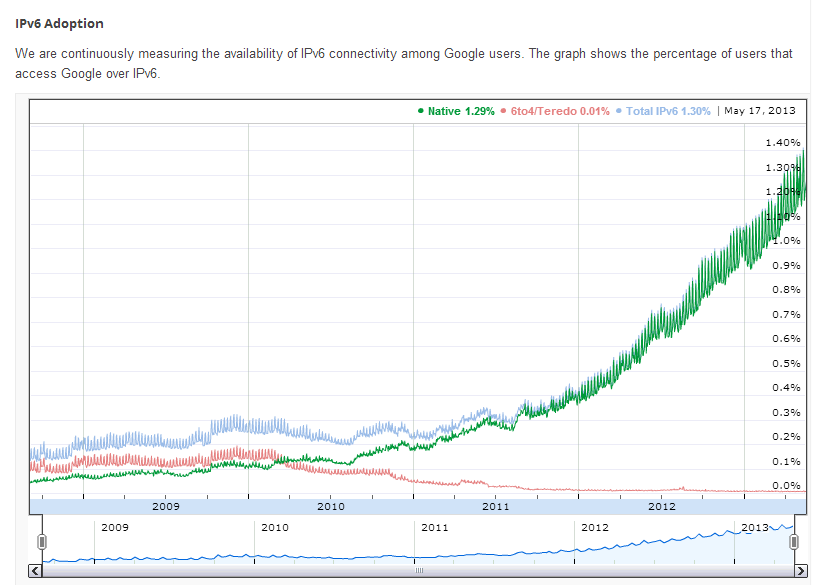 IPv6 Adoption
We are continuously measuring the availability of IPv6 connectivity among Google users. The graph shows the percentage of users that
access Google over IPv6.
● Native 1.29% ● 6to4/Teredo 0.01% ● Total IPv6 1.30% | May 17, 2013
1.40%
1.30%
1.20%
1.10%
1.0%
0.9%
0.8%
0.7%
0.6%
0.5%
0.4%
0.3%
0.2%
0.1%
0.0%
2009 2010 2011 2012
2009 2010 2011 2012 2013